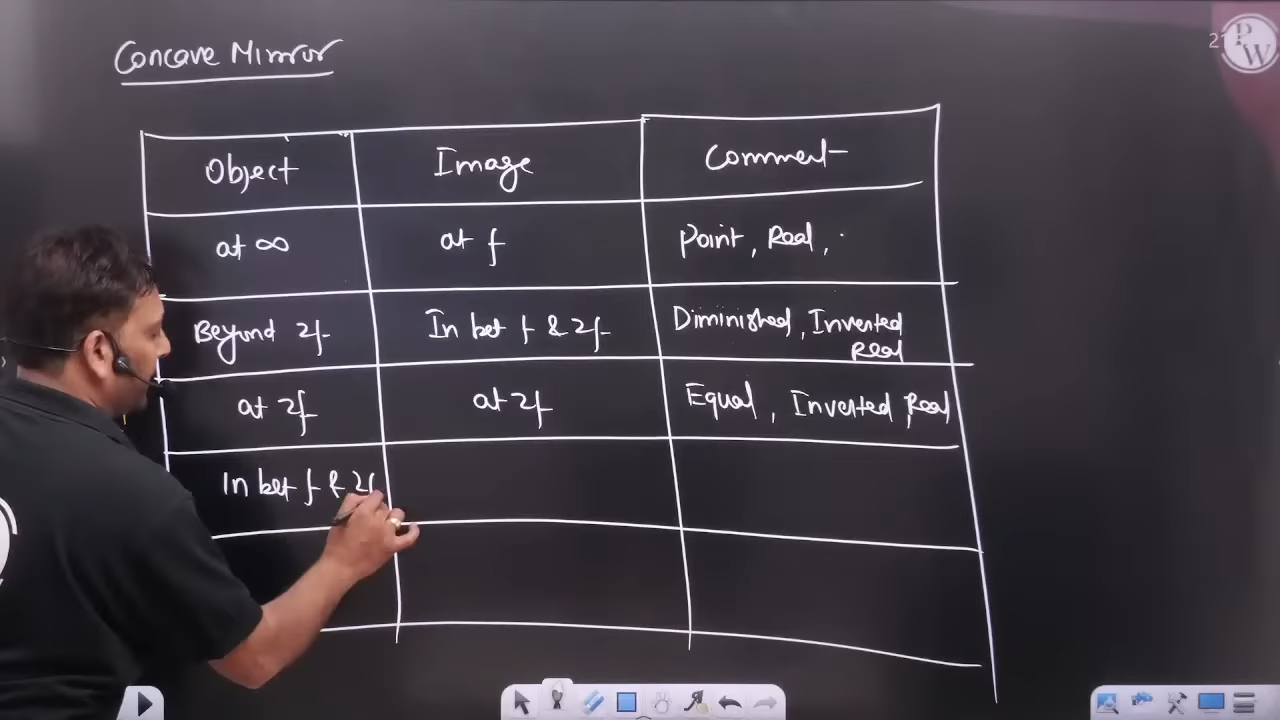 Concave Mirror
Object Image Comment
at ∞ at f Point, Real,
Beyond 2f In bet f & 2f Diminished, Inverted
Real
at 2f at 2f Equal, Inverted, Real
In bet f & 2f
PW